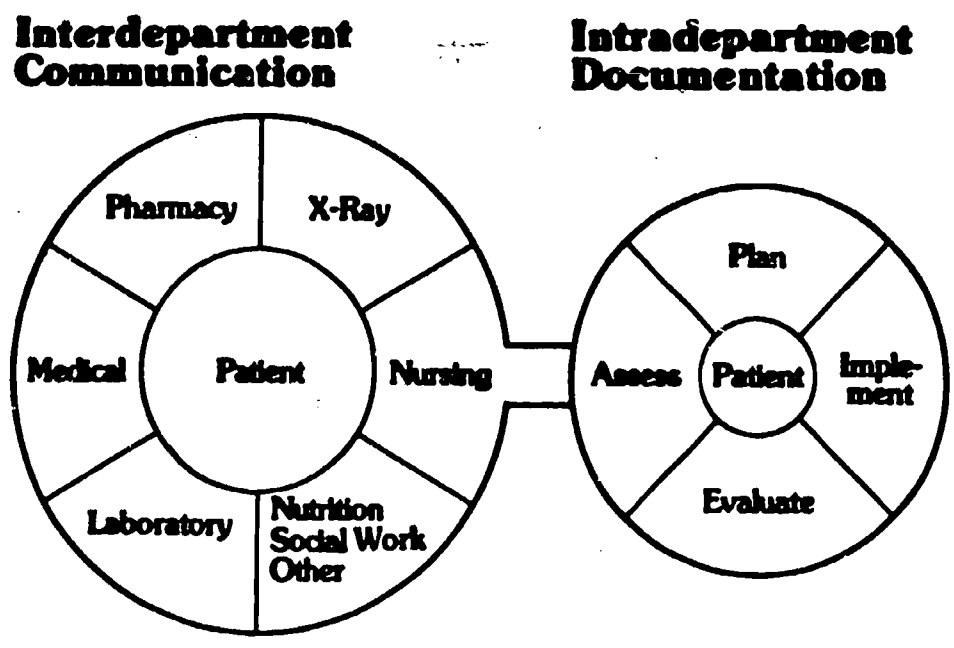 Interdepartment
Communication
Intradepartment
Documentation
Pharmacy
X-Ray
Medical
Patient
Nursing
Laboratory
Nutrition
Social Work
Other
Plan
Assess
Patient
Imple-
ment
Evaluate